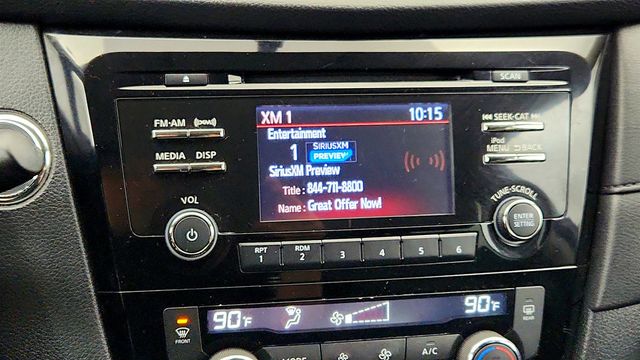 SCAN
FM-AM
MEDIA DISP
VOL
XM 1 10:15
Entertainment
1 SIRIUSXM PREVIEW
SiriusXM Preview
Title : 844-711-8800
Name : Great Offer Now!
SEEK-CAT
iPod
MENU BACK
TUNE-SCROLL
ENTER
SETTING
RPT 1
RDM 2
3 4 5 6
90°F 90°F
FRONT
REAR
MODE
A/C